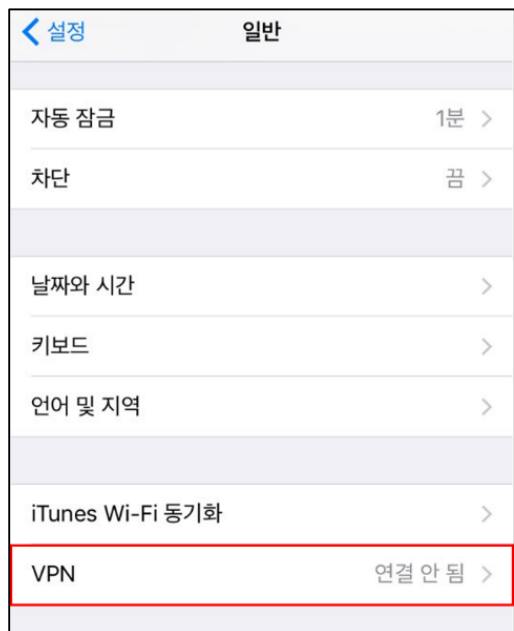 설정 일반
자동 잠금 1분
차단 끔
날짜와 시간
키보드
언어 및 지역
iTunes Wi-Fi 동기화
VPN 연결 안 됨